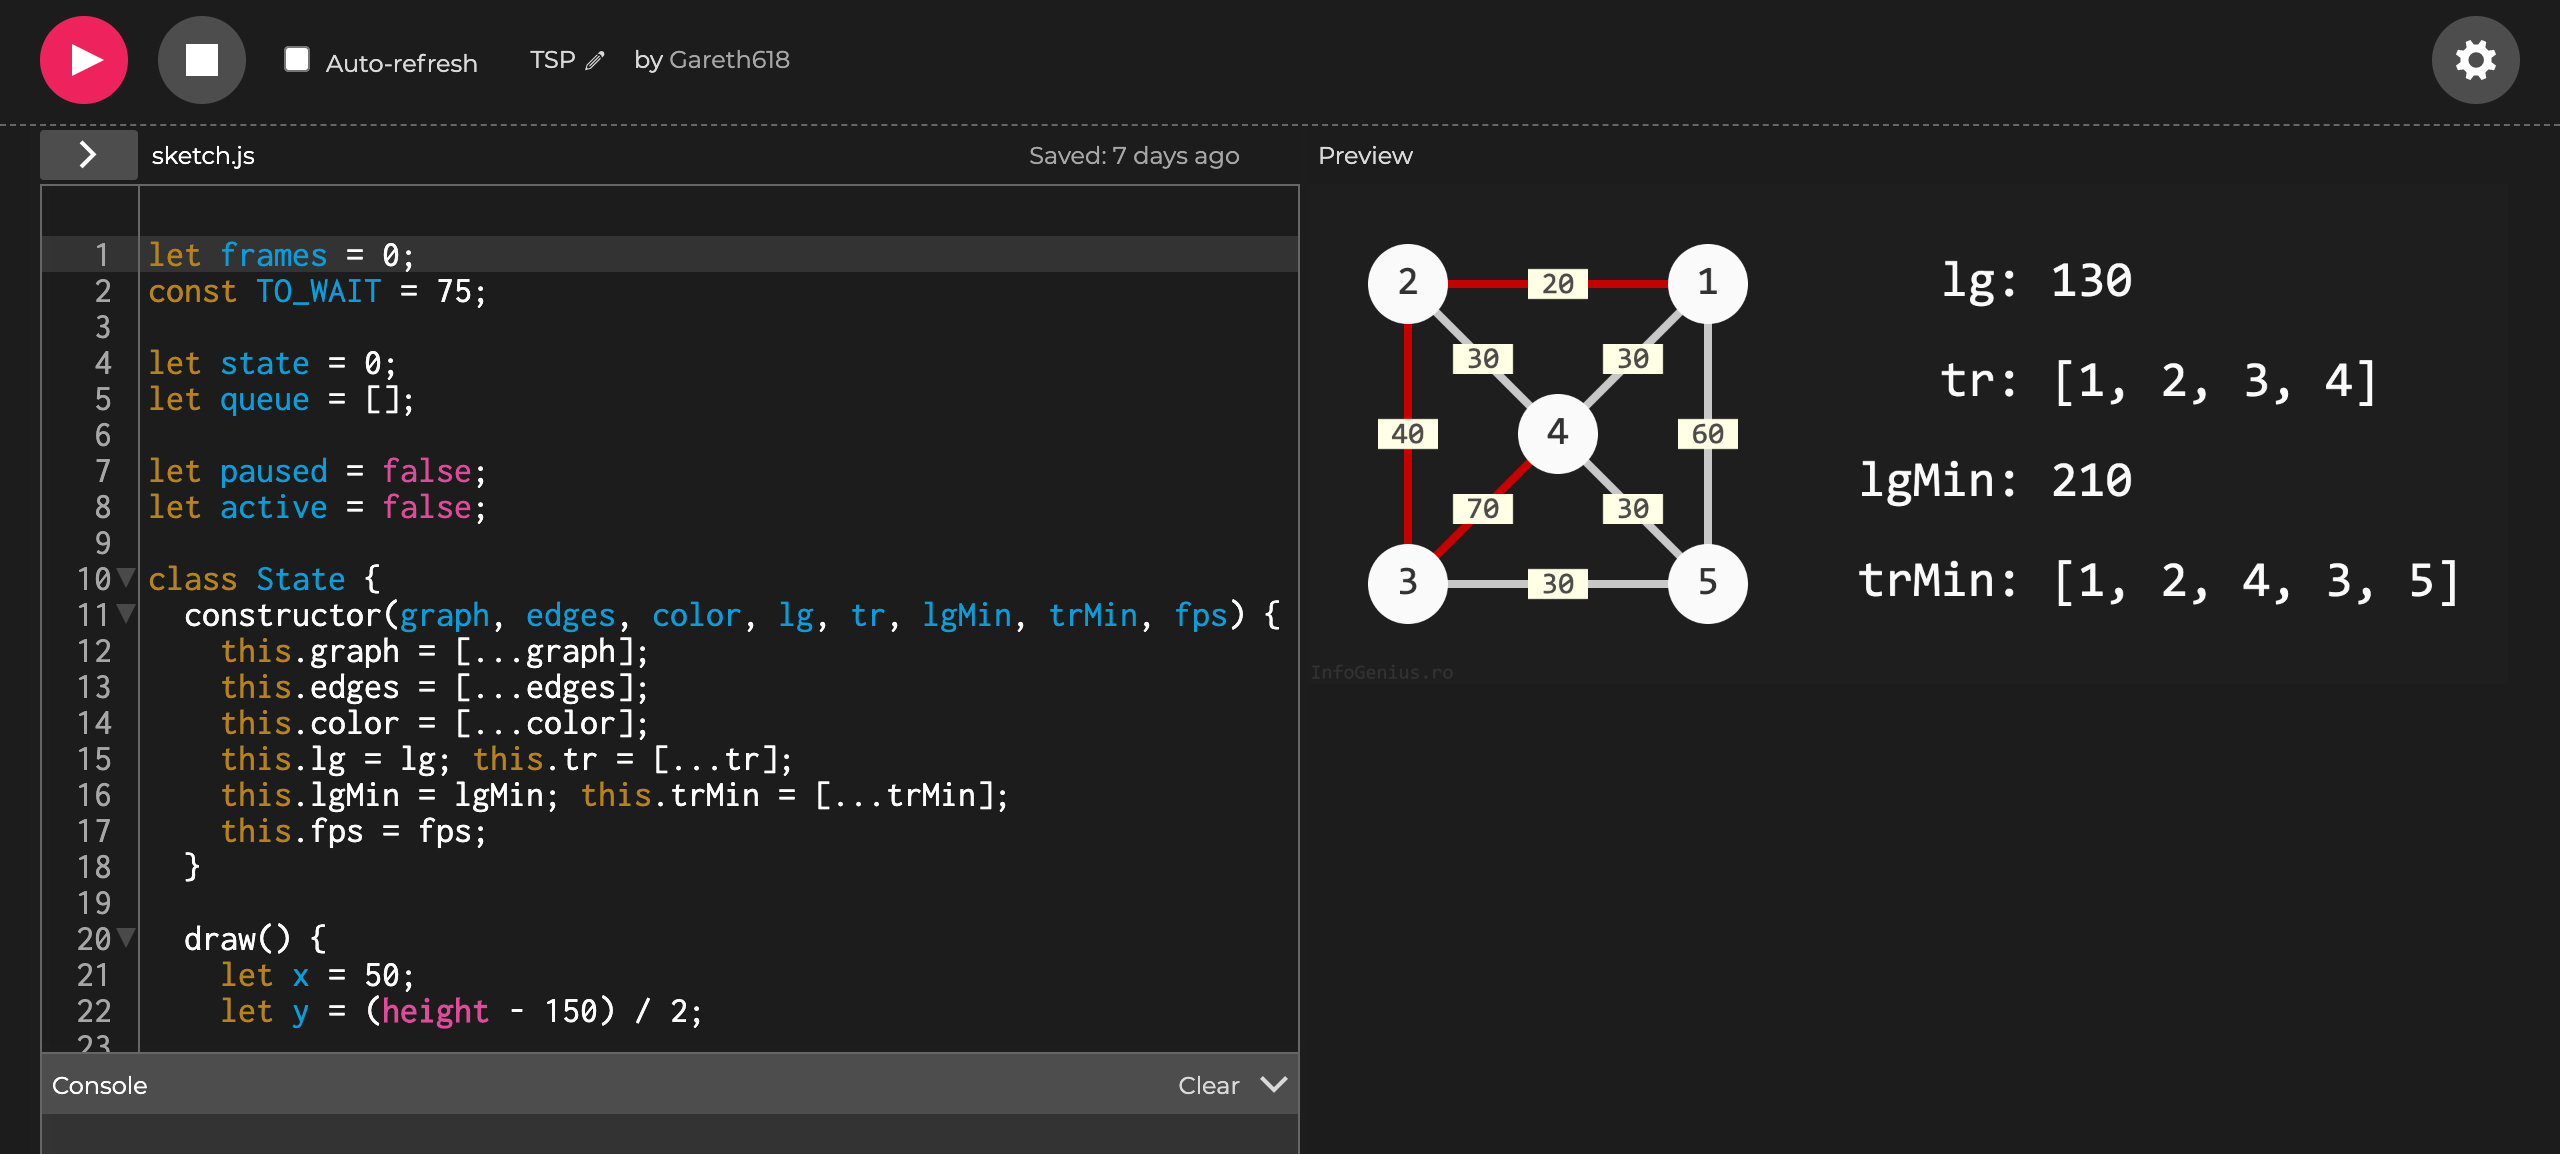 Auto-refresh TSP by Gareth618
sketch.js Saved: 7 days ago
1 let frames = 0;
2 const TO_WAIT = 75;
3
4 let state = 0;
5 let queue = [];
6
7 let paused = false;
8 let active = false;
9
10 class State {
11 constructor(graph, edges, color, lg, tr, lgMin, trMin, fps) {
12 this.graph = [...graph];
13 this.edges = [...edges];
14 this.color = [...color];
15 this.lg = lg; this.tr = [...tr];
16 this.lgMin = lgMin; this.trMin = [...trMin];
17 this.fps = fps;
18 }
19
20 draw() {
21 let x = 50;
22 let y = (height - 150) / 2;
23
Console Clear
Preview
2 20 1
30 30
40 4 60
70 30
3 30 5
lg: 130
tr: [1, 2, 3, 4]
lgMin: 210
trMin: [1, 2, 4, 3, 5]
InfoGenius.ro